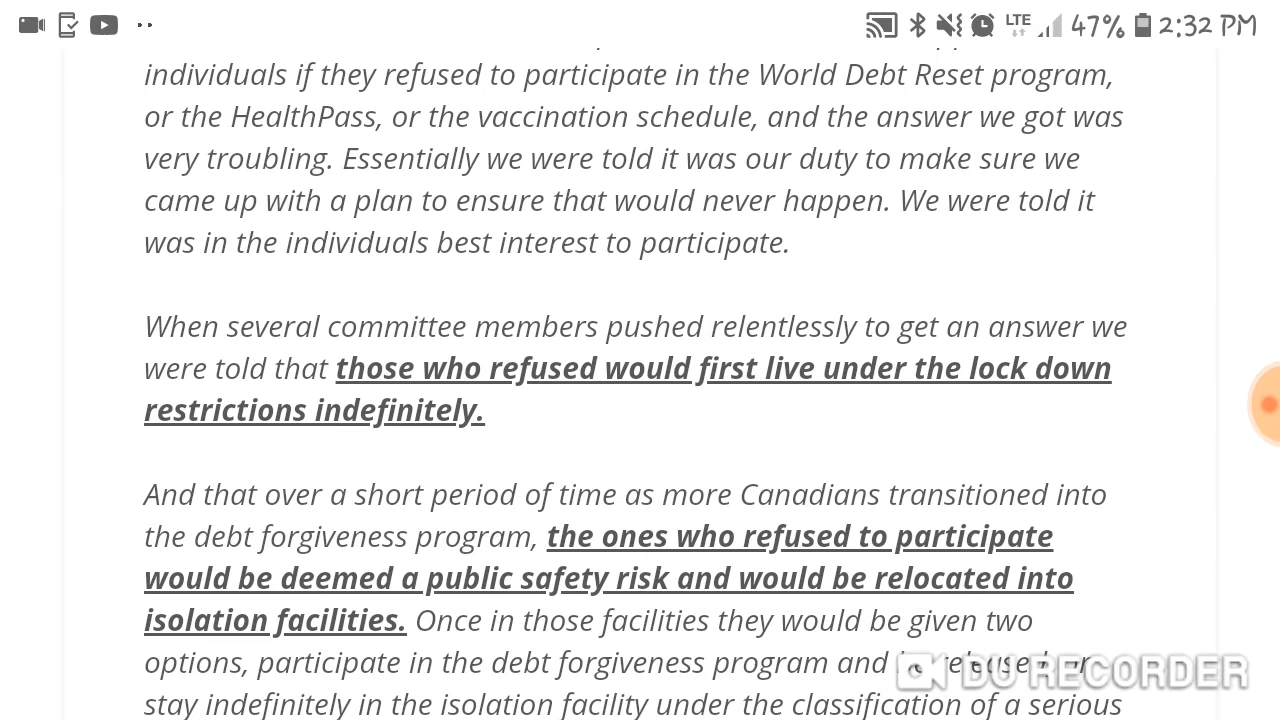 LTE 47% 2:32 PM
individuals if they refused to participate in the World Debt Reset program,
or the HealthPass, or the vaccination schedule, and the answer we got was
very troubling. Essentially we were told it was our duty to make sure we
came up with a plan to ensure that would never happen. We were told it
was in the individuals best interest to participate.
When several committee members pushed relentlessly to get an answer we
were told that those who refused would first live under the lock down
restrictions indefinitely.
And that over a short period of time as more Canadians transitioned into
the debt forgiveness program, the ones who refused to participate
would be deemed a public safety risk and would be relocated into
isolation facilities. Once in those facilities they would be given two
options, participate in the debt forgiveness program and be released
DU RECORDER
stay indefinitely in the isolation facility under the classification of a serious